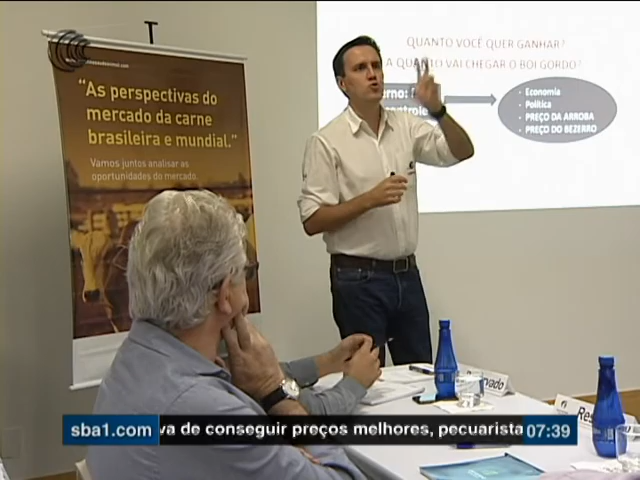 QUANTO VOCÊ QUER GANHAR?
A QUANTO VAI CHEGAR O BOI GORDO?
- Economia
- Política
- PREÇO DA ARROBA
- PREÇO DO BEZERRO
"As perspectivas do
mercado da carne
brasileira e mundial."
Vamos juntos analisar as
oportunidades do mercado.
sba1.com
va de conseguir preços melhores, pecuarista
07:39